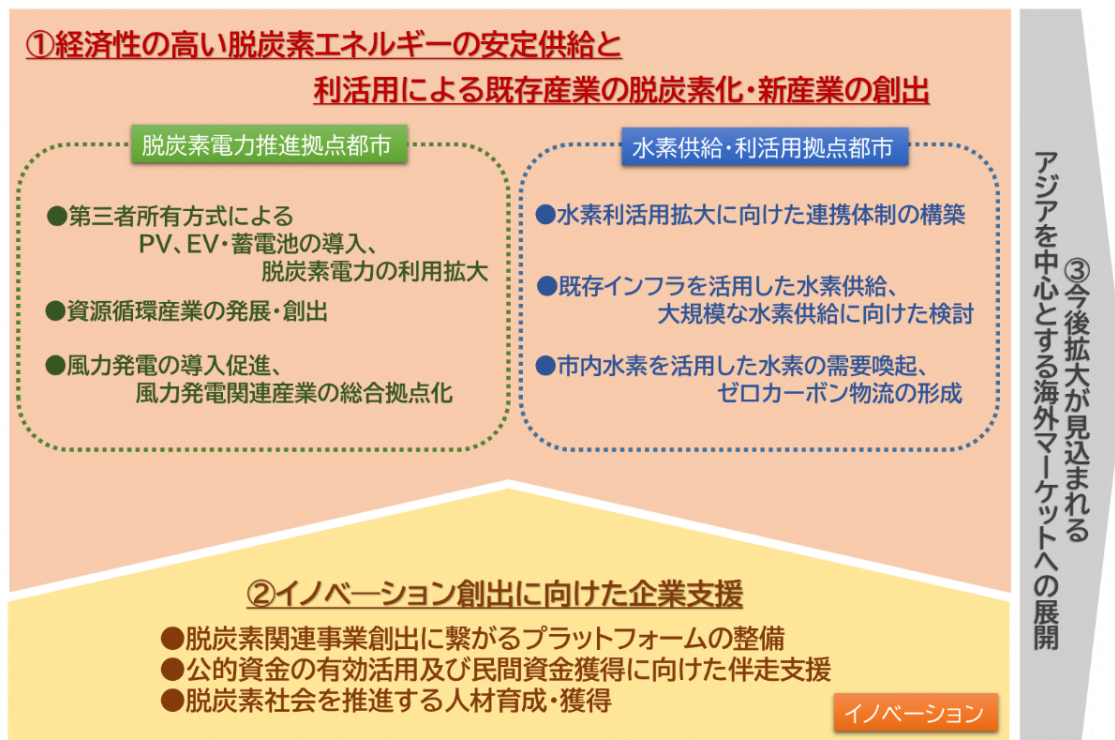 ①経済性の高い脱炭素エネルギーの安定供給と
利活用による既存産業の脱炭素化・新産業の創出
脱炭素電力推進拠点都市
●第三者所有方式による
PV、EV・蓄電池の導入、
脱炭素電力の利用拡大
●資源循環産業の発展・創出
●風力発電の導入促進、
風力発電関連産業の総合拠点化
水素供給・利活用拠点都市
●水素利活用拡大に向けた連携体制の構築
●既存インフラを活用した水素供給、
大規模な水素供給に向けた検討
●市内水素を活用した水素の需要喚起、
ゼロカーボン物流の形成
②イノベ―ション創出に向けた企業支援
●脱炭素関連事業創出に繋がるプラットフォームの整備
●公的資金の有効活用及び民間資金獲得に向けた伴走支援
●脱炭素社会を推進する人材育成・獲得
イノベーション
③今後拡大が見込まれる
アジアを中心とする海外マーケットへの展開